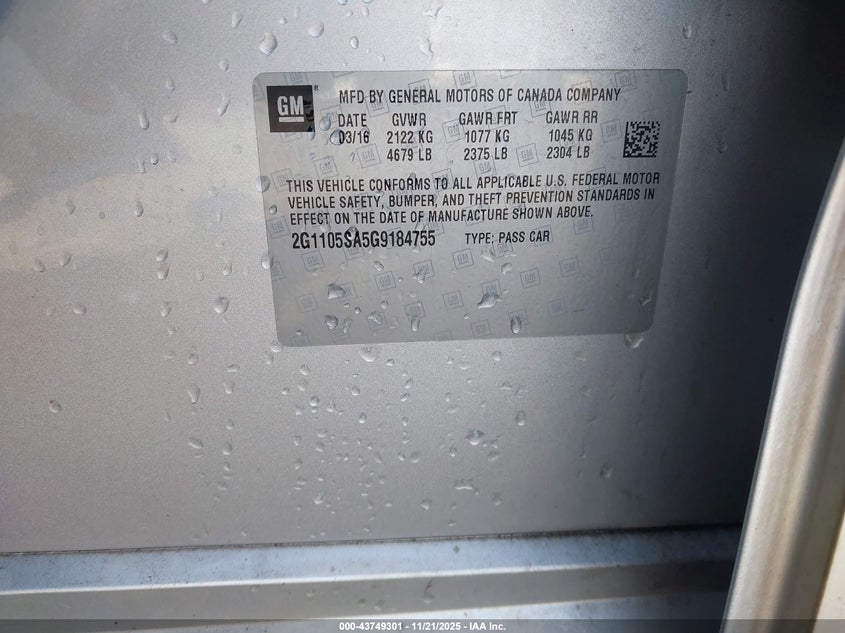 GM
MFD BY GENERAL MOTORS OF CANADA COMPANY
DATE GVWR GAWR FRT GAWR RR
03/16 2122 KG 1077 KG 1045 KG
4679 LB 2375 LB 2304 LB
THIS VEHICLE CONFORMS TO ALL APPLICABLE U.S. FEDERAL MOTOR
VEHICLE SAFETY, BUMPER, AND THEFT PREVENTION STANDARDS IN
EFFECT ON THE DATE OF MANUFACTURE SHOWN ABOVE.
2G1105SA5G9184755 TYPE: PASS CAR
000-43749301 - 11/21/2025 - IAA Inc.